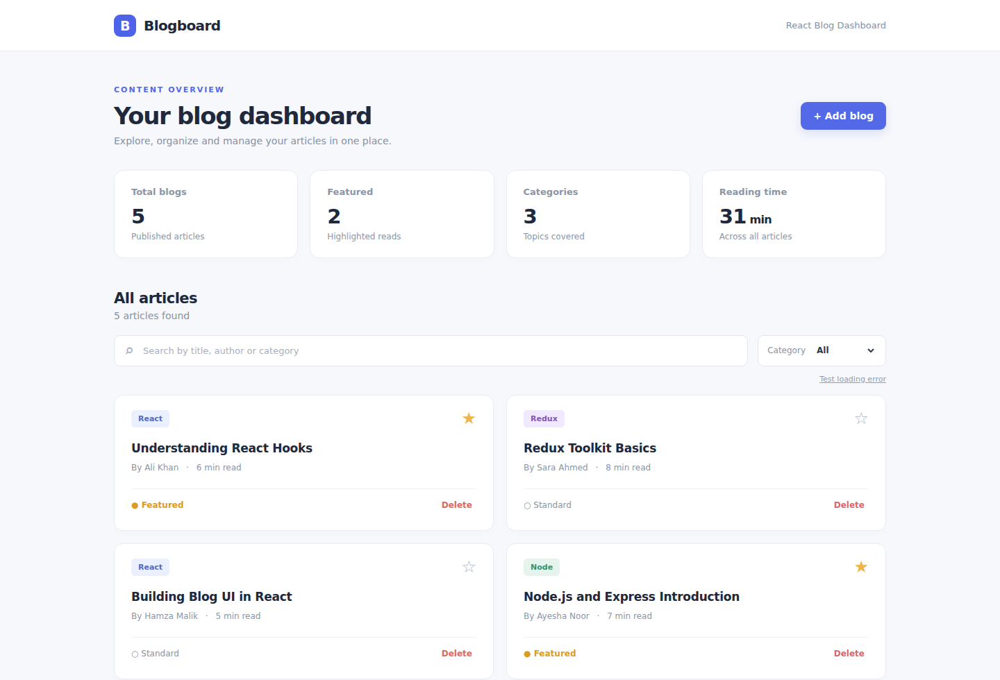 B Blogboard
React Blog Dashboard
CONTENT OVERVIEW
Your blog dashboard
+ Add blog
Explore, organize and manage your articles in one place.
Total blogs
5
Published articles
Featured
2
Highlighted reads
Categories
3
Topics covered
Reading time
31 min
Across all articles
All articles
5 articles found
Search by title, author or category
Category All
Test loading error
React
★
Understanding React Hooks
By Ali Khan · 6 min read
● Featured
Delete
Redux
☆
Redux Toolkit Basics
By Sara Ahmed · 8 min read
○ Standard
Delete
React
☆
Building Blog UI in React
By Hamza Malik · 5 min read
○ Standard
Delete
Node
★
Node.js and Express Introduction
By Ayesha Noor · 7 min read
● Featured
Delete